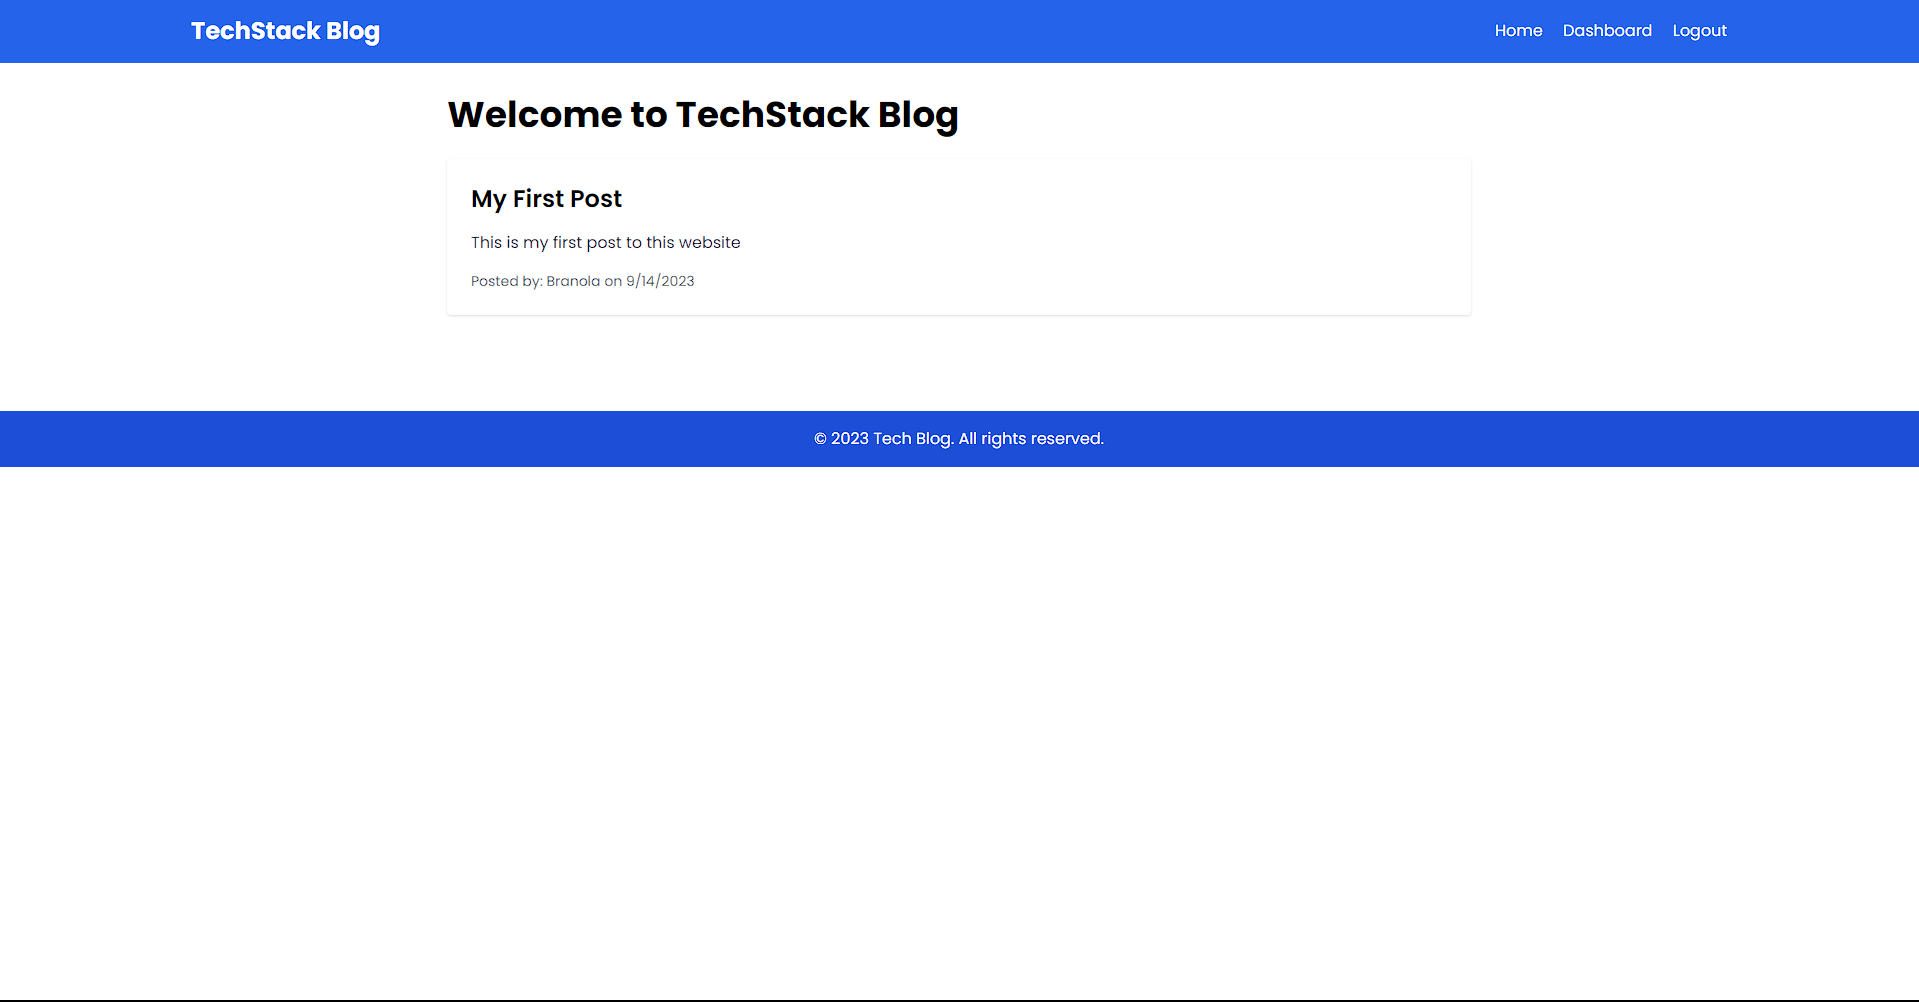 TechStack Blog
Home Dashboard Logout
Welcome to TechStack Blog
My First Post
This is my first post to this website
Posted by: Branola on 9/14/2023
© 2023 Tech Blog. All rights reserved.